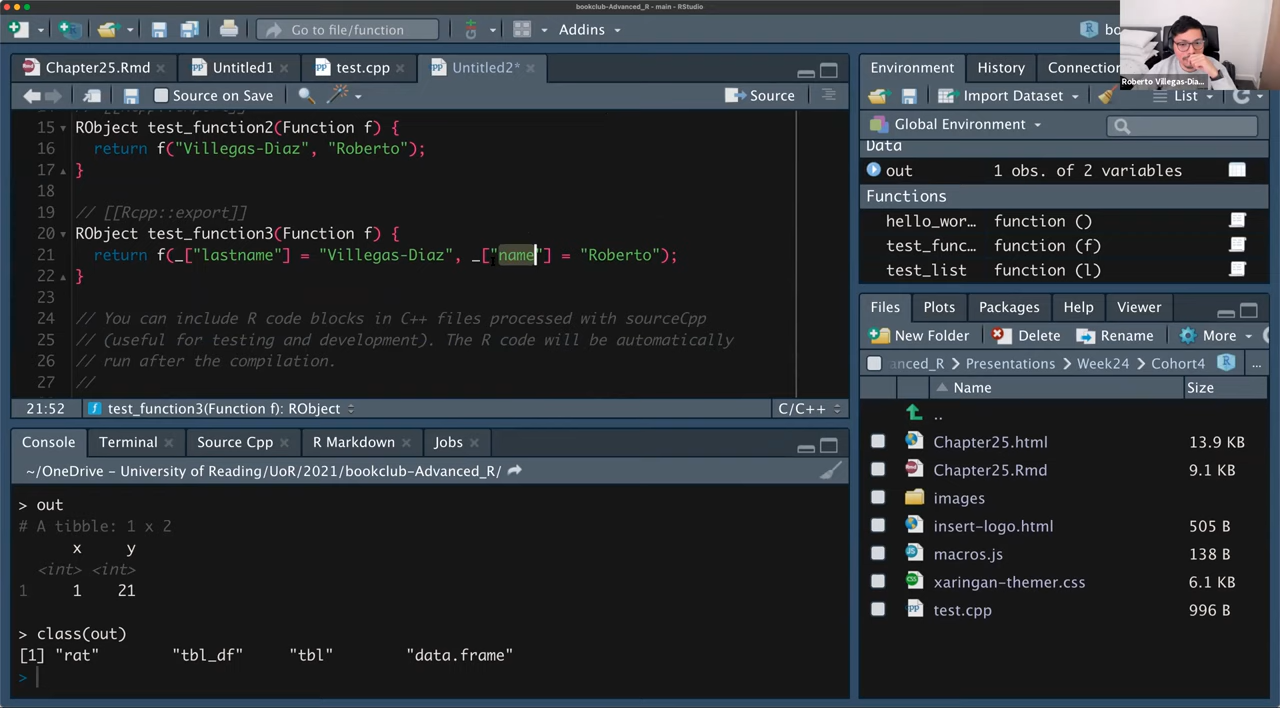 bookclub-Advanced_R - main - RStudio
Go to file/function
Addins
Chapter25.Rmd
Untitled1
test.cpp
Untitled2*
Source on Save
Source
15 RObject test_function2(Function f) {
16 return f("Villegas-Diaz", "Roberto");
17 }
18
19 // [[Rcpp::export]]
20 RObject test_function3(Function f) {
21 return f(_["lastname"] = "Villegas-Diaz", _["name"] = "Roberto");
22 }
23
24 // You can include R code blocks in C++ files processed with sourceCpp
25 // (useful for testing and development). The R code will be automatically
26 // run after the compilation.
27 //
21:52
test_function3(Function f): RObject
C/C++
Console
Terminal
Source Cpp
R Markdown
Jobs
~/OneDrive - University of Reading/UoR/2021/bookclub-Advanced_R/
> out
# A tibble: 1 x 2
x y
<int> <int>
1 1 21
> class(out)
[1] "rat" "tbl_df" "tbl" "data.frame"
>
Roberto Villegas-Dia...
Environment
History
Connection
Import Dataset
List
Global Environment
Data
out 1 obs. of 2 variables
Functions
hello_wor... function ()
test_func... function (f)
test_list function (l)
Files
Plots
Packages
Help
Viewer
New Folder
Delete
Rename
More
anced_R > Presentations > Week24 > Cohort4
...
Name Size
..
Chapter25.html 13.9 KB
Chapter25.Rmd 9.1 KB
images
insert-logo.html 505 B
macros.js 138 B
xaringan-themer.css 6.1 KB
test.cpp 996 B